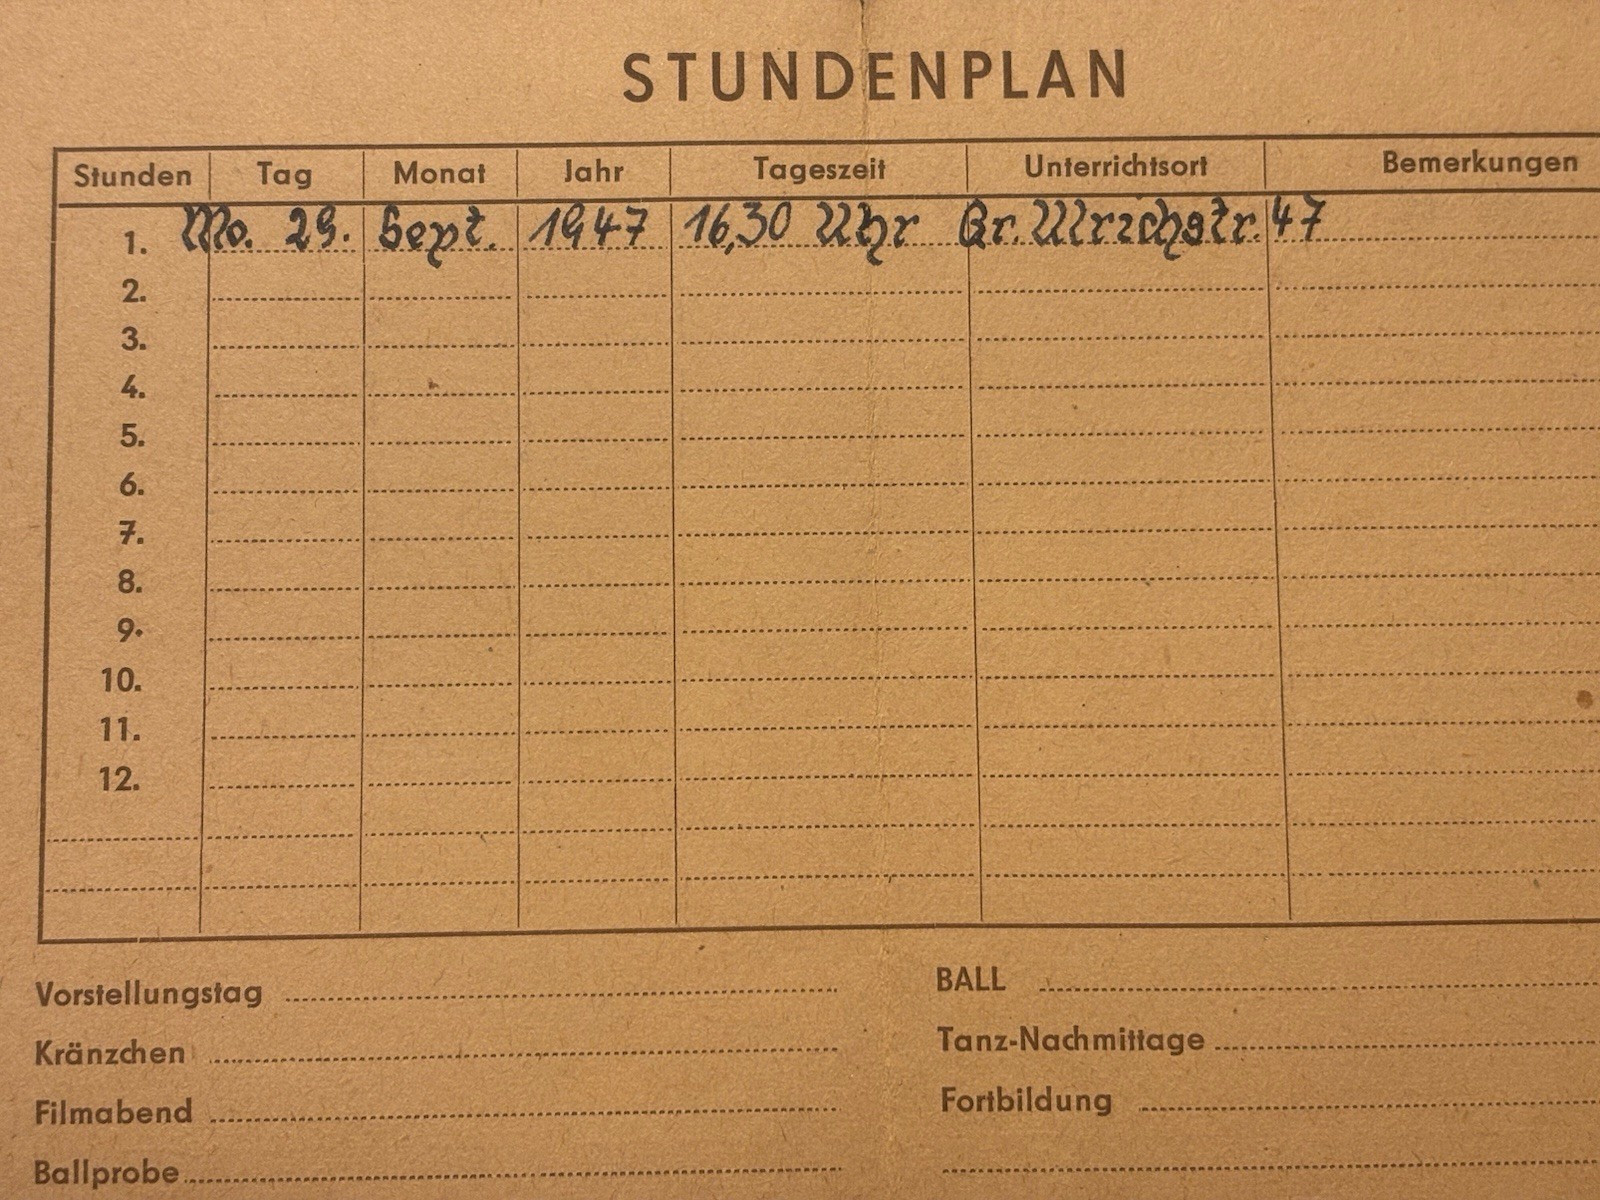 STUNDENPLAN
Stunden Tag Monat Jahr Tageszeit Unterrichtsort Bemerkungen
1. Mo. 29. Sept. 1947 16,30 Uhr Gr. Ulrichstr. 47
2.
3.
4.
5.
6.
7.
8.
9.
10.
11.
12.
Vorstellungstag
BALL
Kränzchen
Tanz-Nachmittage
Filmabend
Fortbildung
Ballprobe